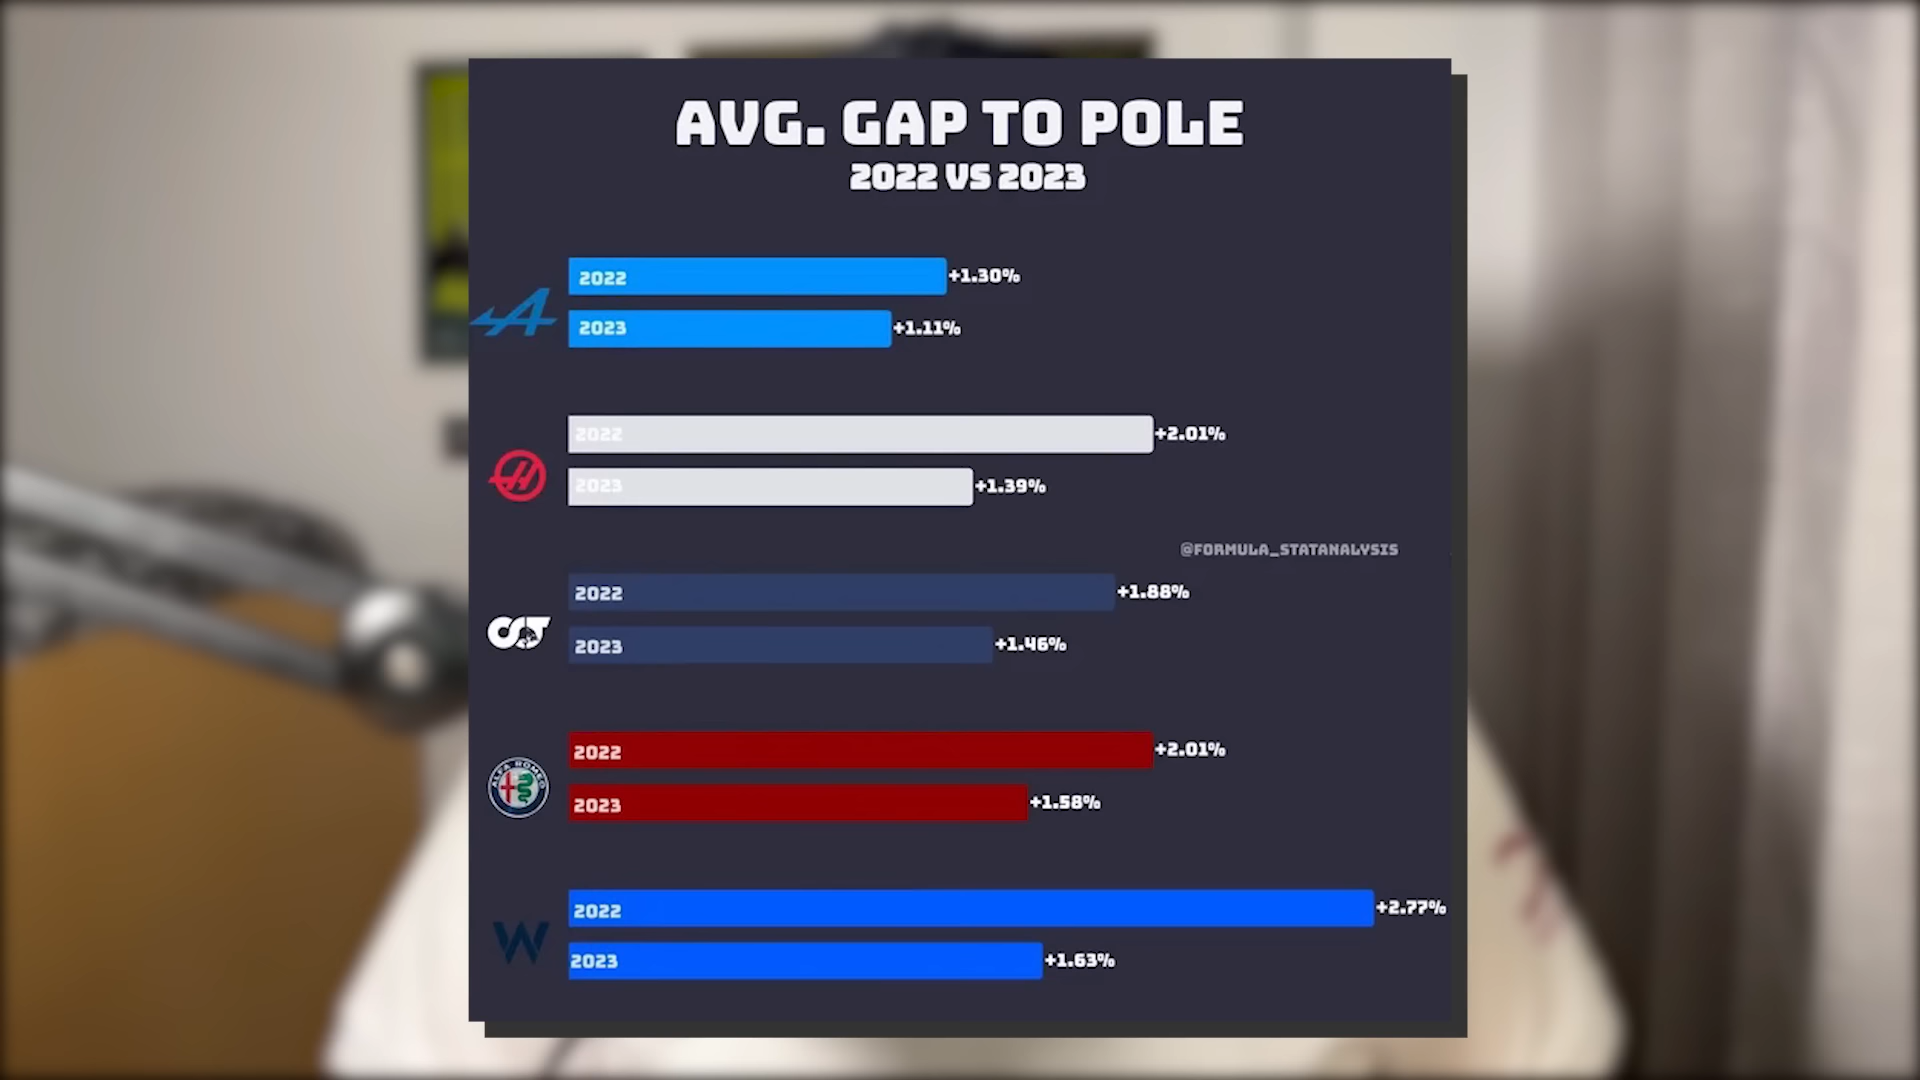 AVG. GAP TO POLE
2022 VS 2023
2022 +1.30%
2023 +1.11%
2022 +2.01%
2023 +1.39%
@FORMULA_STATANALYSIS
2022 +1.88%
2023 +1.46%
2022 +2.01%
ALFA ROMEO
2023 +1.58%
2022 +2.77%
W
2023 +1.63%